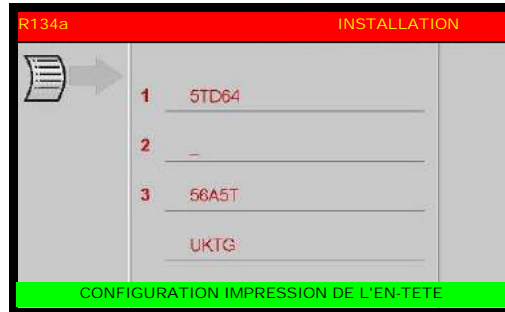 R134a INSTALLATION
1 5TD64
2 _
3 56A5T
UKTG
CONFIGURATION IMPRESSION DE L'EN-TETE